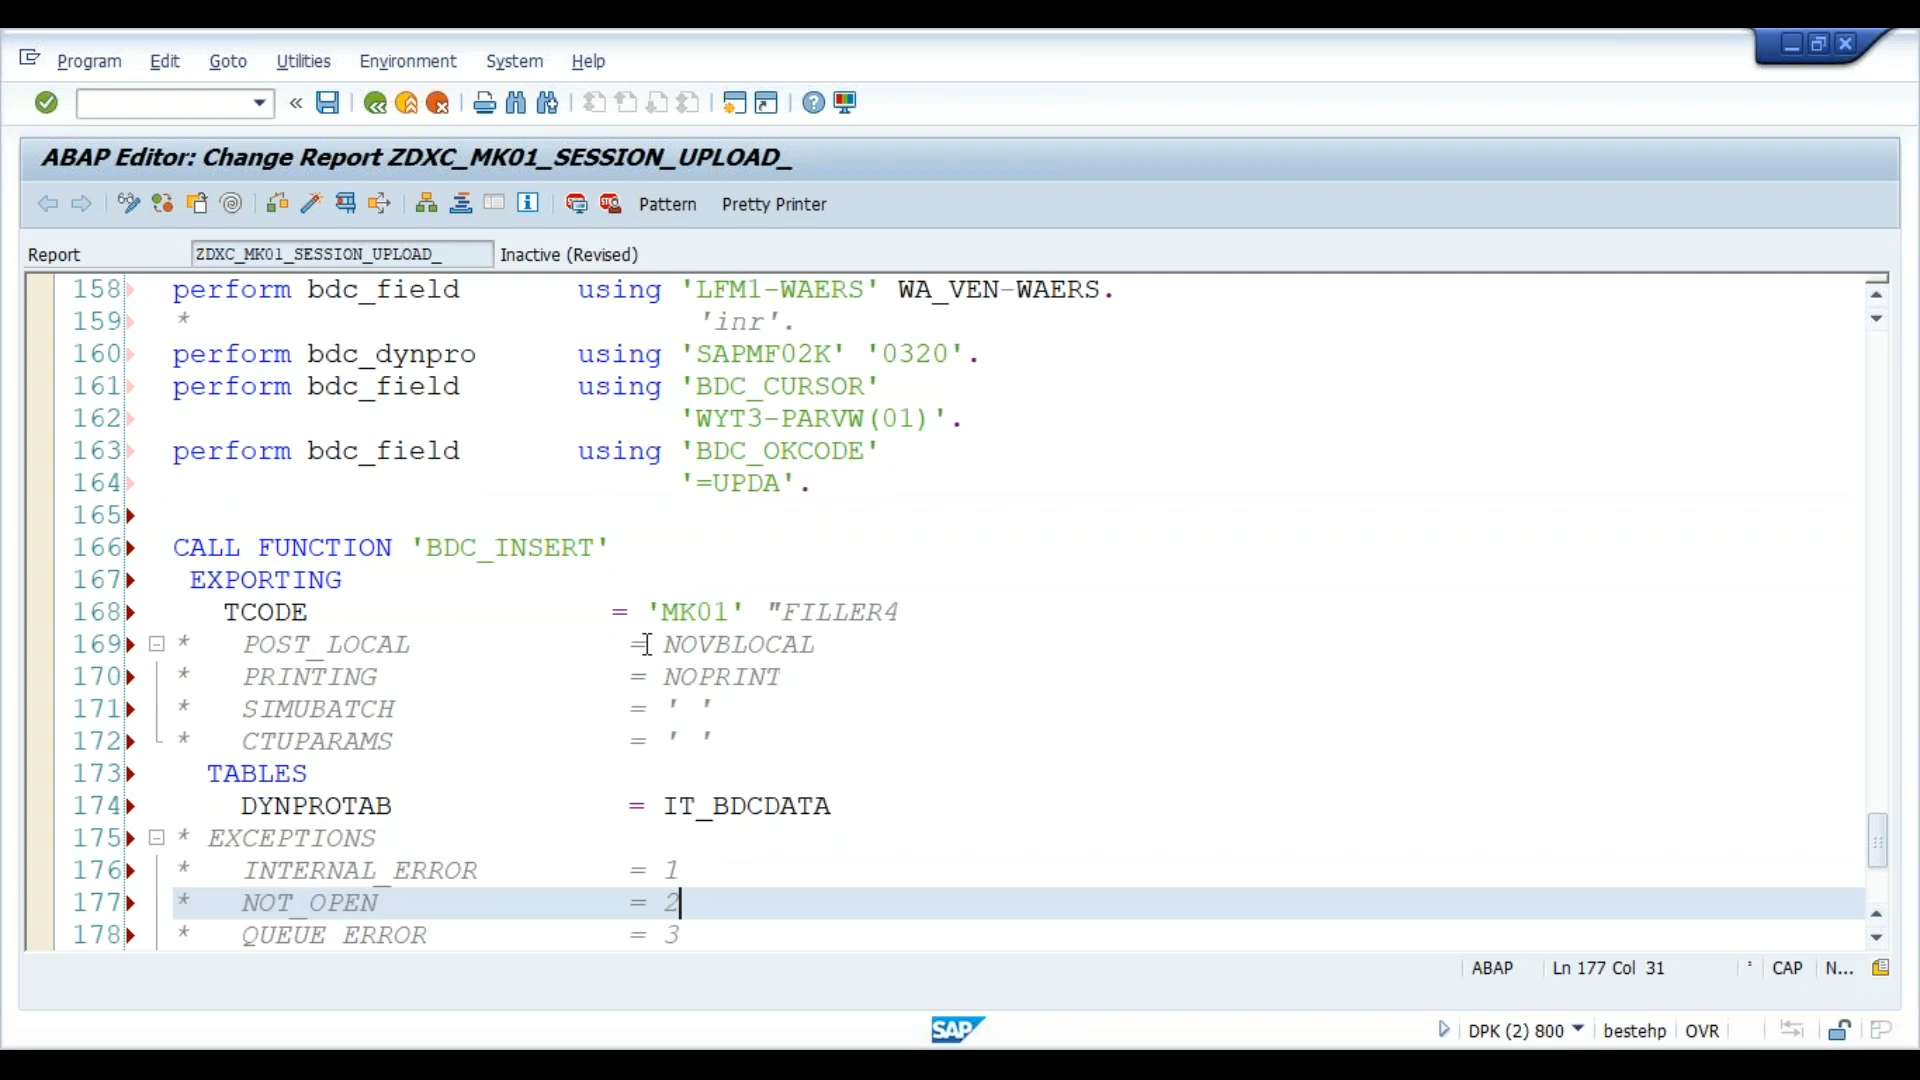 Program Edit Goto Utilities Environment System Help
ABAP Editor: Change Report ZDXC_MK01_SESSION_UPLOAD_
Pattern Pretty Printer
Report ZDXC_MK01_SESSION_UPLOAD_ Inactive (Revised)
158 perform bdc_field using 'LFM1-WAERS' WA_VEN-WAERS.
159 * 'inr'.
160 perform bdc_dynpro using 'SAPMF02K' '0320'.
161 perform bdc_field using 'BDC_CURSOR'
162 'WYT3-PARVW(01)'.
163 perform bdc_field using 'BDC_OKCODE'
164 '=UPDA'.
165
166 CALL FUNCTION 'BDC_INSERT'
167 EXPORTING
168 TCODE = 'MK01' "FILLER4
169 * POST_LOCAL = NOVBLOCAL
170 * PRINTING = NOPRINT
171 * SIMUBATCH = ' '
172 * CTUPARAMS = ' '
173 TABLES
174 DYNPROTAB = IT_BDCDATA
175 * EXCEPTIONS
176 * INTERNAL_ERROR = 1
177 * NOT_OPEN = 2
178 * QUEUE_ERROR = 3
ABAP Ln 177 Col 31 CAP N...
SAP DPK (2) 800 bestehp OVR